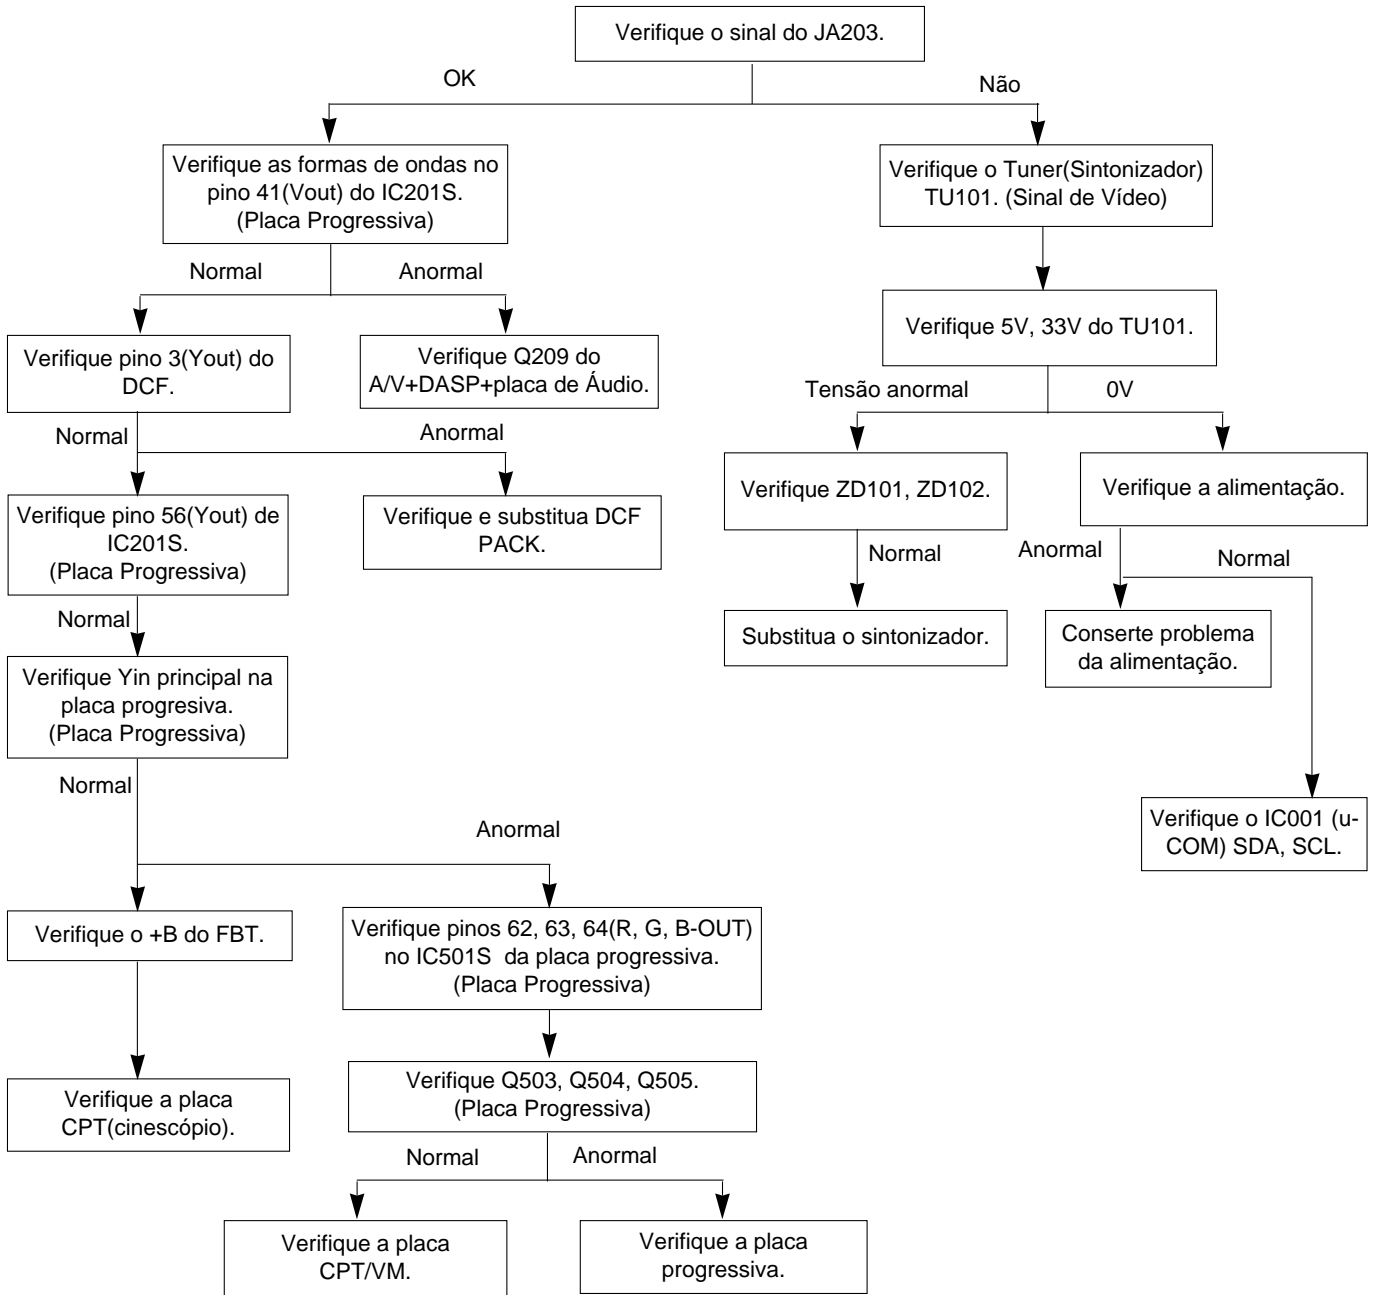 Verifique o sinal do JA203.
OK
Não
Verifique as formas de ondas no
pino 41(Vout) do IC201S.
(Placa Progressiva)
Verifique o Tuner(Sintonizador)
TU101. (Sinal de Vídeo)
Normal
Anormal
Verifique 5V, 33V do TU101.
Verifique pino 3(Yout) do
DCF.
Verifique Q209 do
A/V+DASP+placa de Áudio.
Tensão anormal
0V
Normal
Anormal
Verifique ZD101, ZD102.
Verifique a alimentação.
Verifique pino 56(Yout) de
IC201S.
(Placa Progressiva)
Verifique e substitua DCF
PACK.
Normal
Anormal
Normal
Normal
Substitua o sintonizador.
Conserte problema
da alimentação.
Verifique Yin principal na
placa progresiva.
(Placa Progressiva)
Normal
Anormal
Verifique o IC001 (u-
COM) SDA, SCL.
Verifique o +B do FBT.
Verifique pinos 62, 63, 64(R, G, B-OUT)
no IC501S da placa progressiva.
(Placa Progressiva)
Verifique a placa
CPT(cinescópio).
Verifique Q503, Q504, Q505.
(Placa Progressiva)
Normal
Anormal
Verifique a placa
CPT/VM.
Verifique a placa
progressiva.